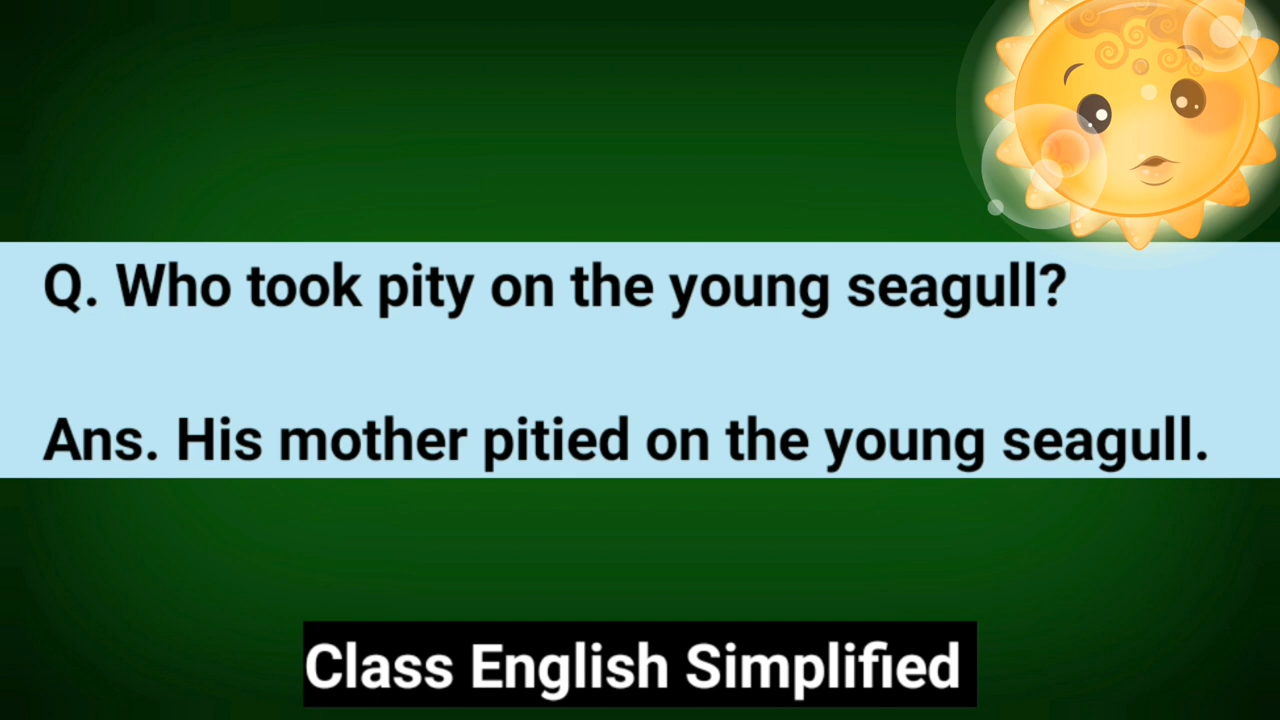 Q. Who took pity on the young seagull?
Ans. His mother pitied on the young seagull.
Class English Simplified